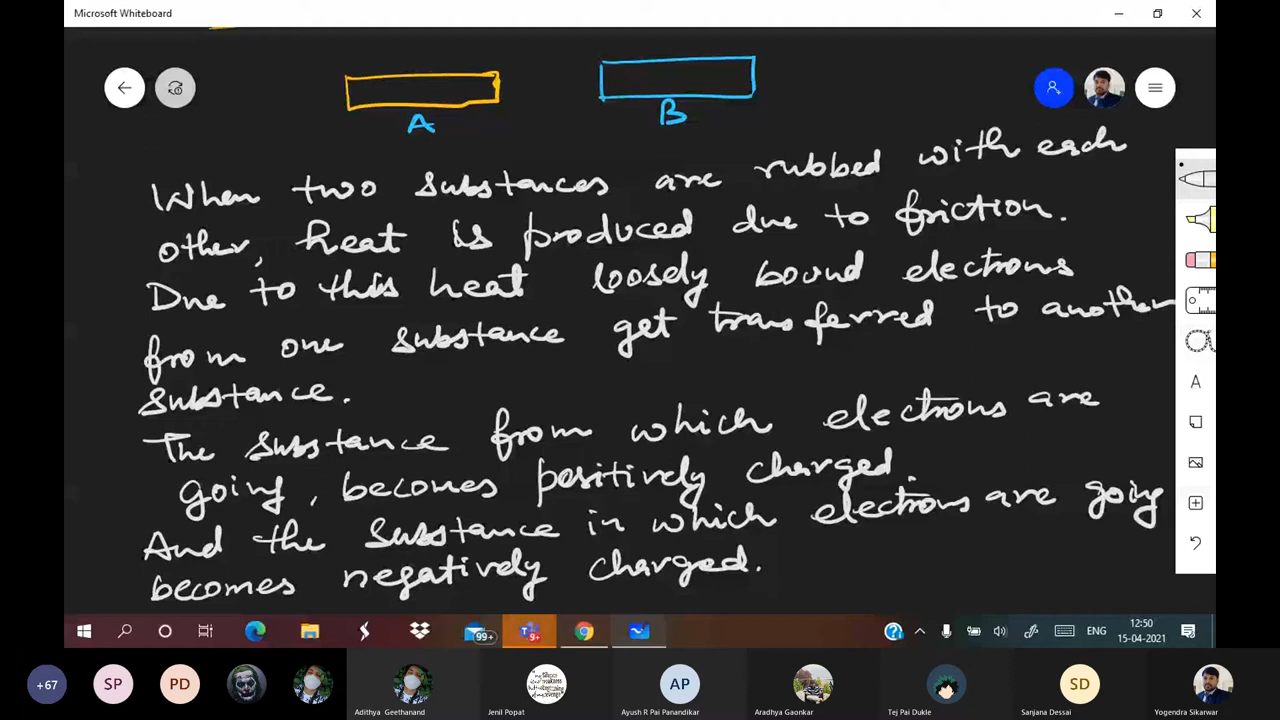 Microsoft Whiteboard
A
B
When two substances are rubbed with each
other, heat is produced due to friction.
Due to this heat loosely bound electrons
from one substance get transferred to another
substance.
The substance from which electrons are
going, becomes positively charged.
And the substance in which electrons are going
becomes negatively charged.
A
99+
9+
ENG
12:50
15-04-2021
+67
SP
PD
Adithya Geethanand
Jenil Popat
AP
Ayush R Pai Panandikar
Aradhya Gaonkar
Tej Pai Dukle
SD
Sanjana Dessai
Yogendra Sikarwar